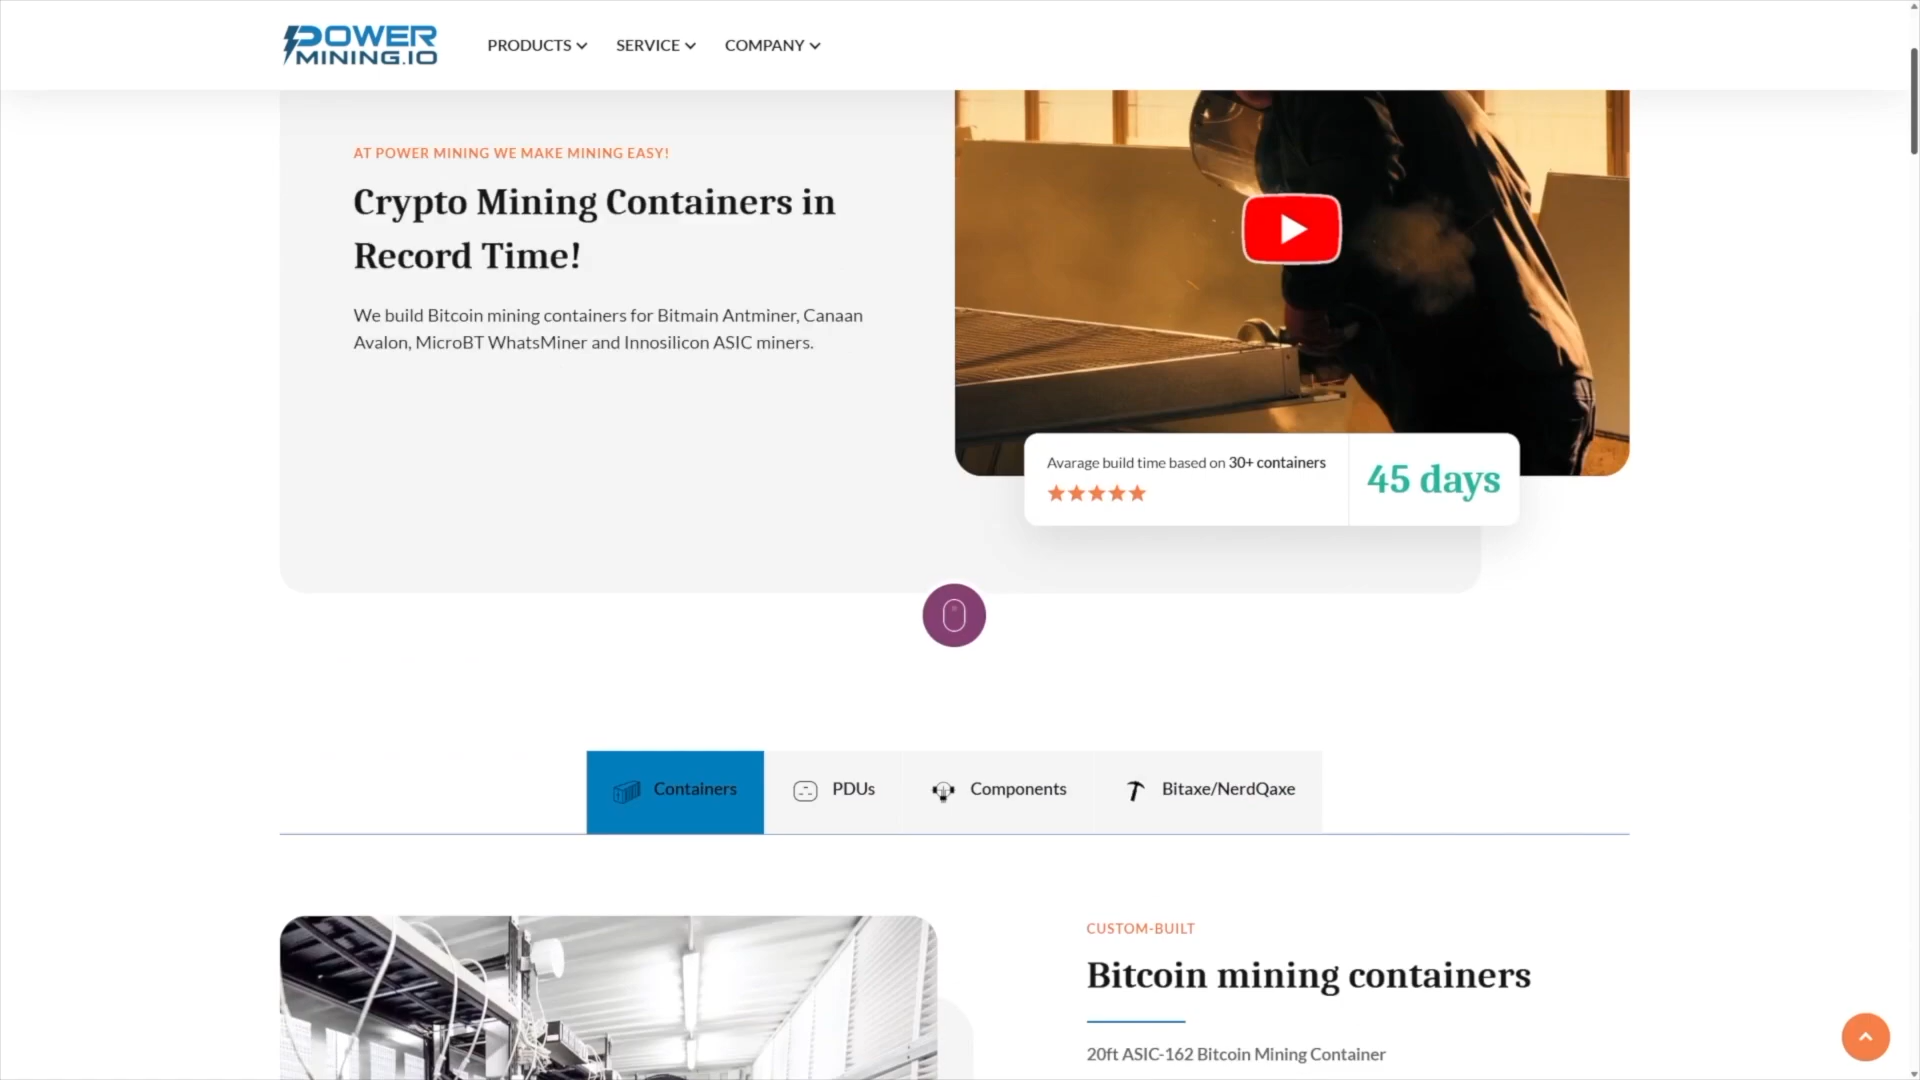 POWER
MINING.IO
PRODUCTS
SERVICE
COMPANY
AT POWER MINING WE MAKE MINING EASY!
Crypto Mining Containers in
Record Time!
We build Bitcoin mining containers for Bitmain Antminer, Canaan
Avalon, MicroBT WhatsMiner and Innosilicon ASIC miners.
Avarage build time based on 30+ containers
45 days
Containers
PDUs
Components
Bitaxe/NerdQaxe
CUSTOM-BUILT
Bitcoin mining containers
20ft ASIC-162 Bitcoin Mining Container